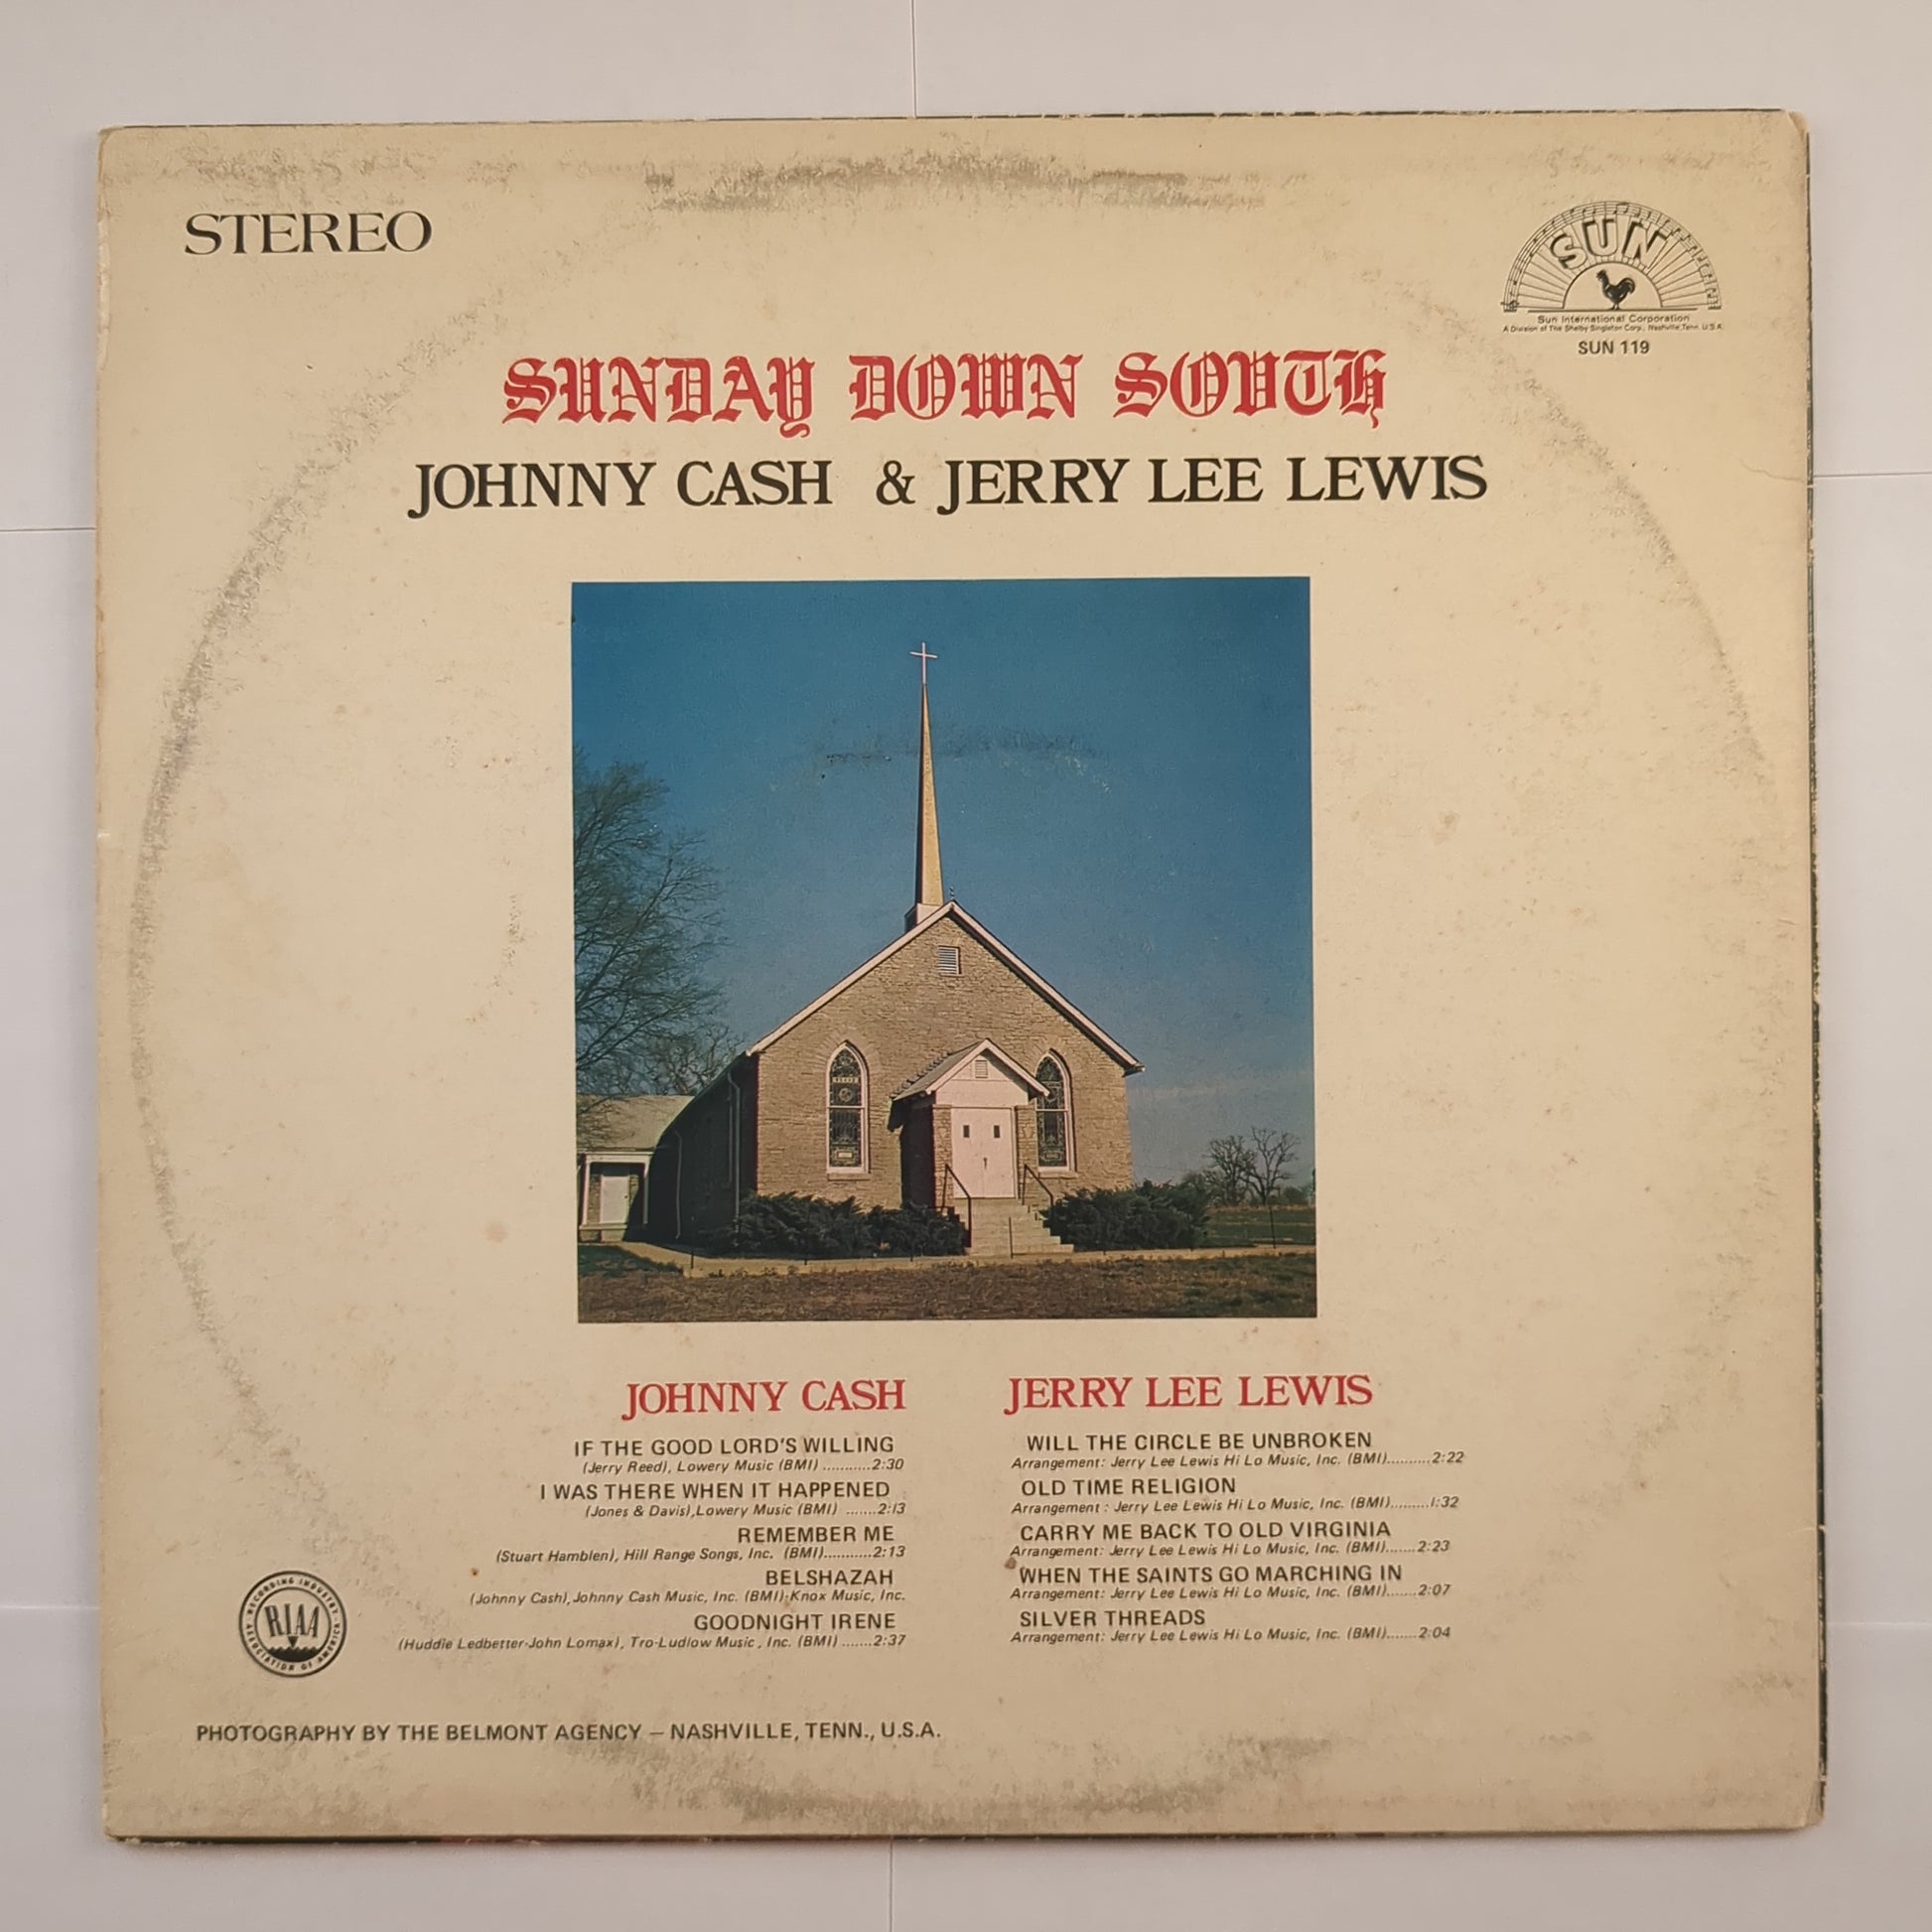 STEREO
SUN
Sun International Corporation
A Division of The Shelby Singleton Corp., Nashville, Tenn. U.S.A.
SUN 119
SUNDAY DOWN SOUTH
JOHNNY CASH & JERRY LEE LEWIS
JOHNNY CASH
IF THE GOOD LORD'S WILLING
(Jerry Reed), Lowery Music (BMI) ...........2:30
I WAS THERE WHEN IT HAPPENED
(Jones & Davis),Lowery Music (BMI) .......2:13
REMEMBER ME
(Stuart Hamblen), Hill Range Songs, Inc. (BMI)...........2:13
BELSHAZAH
(Johnny Cash), Johnny Cash Music, Inc. (BMI)-Knox Music, Inc.
GOODNIGHT IRENE
(Huddie Ledbetter-John Lomax), Tro-Ludlow Music, Inc. (BMI) .......2:37
JERRY LEE LEWIS
WILL THE CIRCLE BE UNBROKEN
Arrangement: Jerry Lee Lewis Hi Lo Music, Inc. (BMI)..........2:22
OLD TIME RELIGION
Arrangement : Jerry Lee Lewis Hi Lo Music, Inc. (BMI).........1:32
CARRY ME BACK TO OLD VIRGINIA
Arrangement: Jerry Lee Lewis Hi Lo Music, Inc. (BMI).......2:23
WHEN THE SAINTS GO MARCHING IN
Arrangement: Jerry Lee Lewis Hi Lo Music, Inc. (BMI).......2:07
SILVER THREADS
Arrangement: Jerry Lee Lewis Hi Lo Music, Inc. (BMI).......2:04
RECORDING INDUSTRY
RIAA
ASSOCIATION OF AMERICA
PHOTOGRAPHY BY THE BELMONT AGENCY – NASHVILLE, TENN., U.S.A.